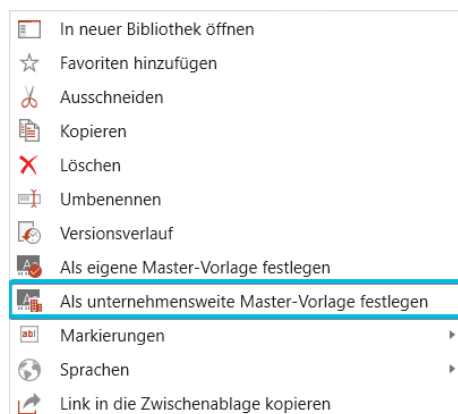 In neuer Bibliothek öffnen
Favoriten hinzufügen
Ausschneiden
Kopieren
Löschen
Umbenennen
Versionsverlauf
Als eigene Master-Vorlage festlegen
Als unternehmensweite Master-Vorlage festlegen
abl Markierungen
Sprachen
Link in die Zwischenablage kopieren